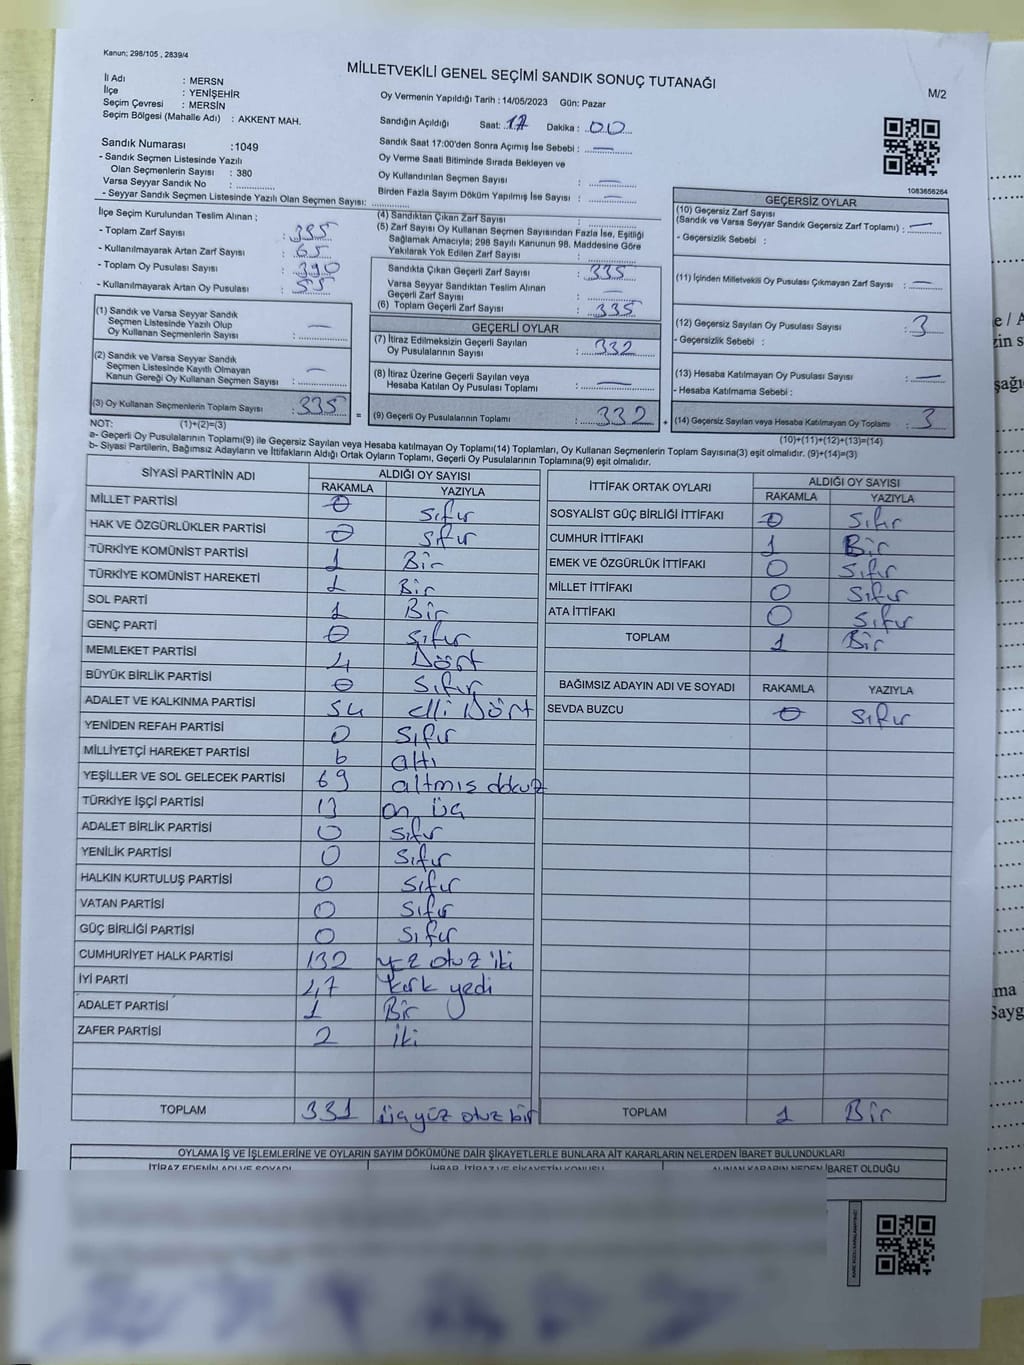 Kanun; 298/105 , 2839/4
MİLLETVEKİLİ GENEL SEÇİMİ SANDIK SONUÇ TUTANAĞI
M/2
İl Adı : MERSN
İlçe : YENİŞEHİR
Seçim Çevresi : MERSİN
Seçim Bölgesi (Mahalle Adı) : AKKENT MAH.
Oy Vermenin Yapıldığı Tarih : 14/05/2023 Gün: Pazar
Sandığın Açıldığı Saat: 17 Dakika : 00
Sandık Numarası :1049
- Sandık Seçmen Listesinde Yazılı
Olan Seçmenlerin Sayısı : 380
Varsa Seyyar Sandık No :
- Seyyar Sandık Seçmen Listesinde Yazılı Olan Seçmen Sayısı:
Sandık Saat 17:00'den Sonra Açımış İse Sebebi : —
Oy Verme Saati Bitiminde Sırada Bekleyen ve
Oy Kullandırılan Seçmen Sayısı : —
Birden Fazla Sayım Döküm Yapılmış İse Sayısı : —
1083656264
İlçe Seçim Kurulundan Teslim Alınan ;
- Toplam Zarf Sayısı :
- Kullanılmayarak Artan Zarf Sayısı : 65
- Toplam Oy Pusulası Sayısı : 390
- Kullanılmayarak Artan Oy Pusulası : 55
(1) Sandık ve Varsa Seyyar Sandık
Seçmen Listesinde Yazılı Olup
Oy Kullanan Seçmenlerin Sayısı : —
(2) Sandık ve Varsa Seyyar Sandık
Seçmen Listesinde Kayıtlı Olmayan
Kanun Gereği Oy Kullanan Seçmen Sayısı : —
(3) Oy Kullanan Seçmenlerin Toplam Sayısı : 335
NOT: (1)+(2)=(3)
(4) Sandıktan Çıkan Zarf Sayısı :
(5) Zarf Sayısı Oy Kullanan Seçmen Sayısından Fazla İse, Eşitliği
Sağlamak Amacıyla; 298 Sayılı Kanunun 98. Maddesine Göre
Yakılarak Yok Edilen Zarf Sayısı :
Sandıkta Çıkan Geçerli Zarf Sayısı : 335
Varsa Seyyar Sandıktan Teslim Alınan
Geçerli Zarf Sayısı : —
(6) Toplam Geçerli Zarf Sayısı : 335
GEÇERLİ OYLAR
(7) İtiraz Edilmeksizin Geçerli Sayılan
Oy Pusulalarının Sayısı : 332
(8) İtiraz Üzerine Geçerli Sayılan veya
Hesaba Katılan Oy Pusulası Toplamı : —
= (9) Geçerli Oy Pusulalarının Toplamı : 332
GEÇERSİZ OYLAR
(10) Geçersiz Zarf Sayısı
(Sandık ve Varsa Seyyar Sandık Geçersiz Zarf Toplamı) : —
- Geçersizlik Sebebi :
(11) İçinden Milletvekili Oy Pusulası Çıkmayan Zarf Sayısı : —
(12) Geçersiz Sayılan Oy Pusulası Sayısı : 3
- Geçersizlik Sebebi :
(13) Hesaba Katılmayan Oy Pusulası Sayısı : —
- Hesaba Katılmama Sebebi :
+ (14) Geçersiz Sayılan veya Hesaba Katılmayan Oy Toplamı : 3
(10)+(11)+(12)+(13)=(14)
a- Geçerli Oy Pusulalarının Toplamı(9) ile Geçersiz Sayılan veya Hesaba katılmayan Oy Toplamı(14) Toplamları, Oy Kullanan Seçmenlerin Toplam Sayısına(3) eşit olmalıdır. (9)+(14)=(3)
b- Siyasi Partilerin, Bağımsız Adayların ve İttifakların Aldığı Ortak Oyların Toplamı, Geçerli Oy Pusulalarının Toplamına(9) eşit olmalıdır.
SİYASİ PARTİNİN ADI ALDIĞI OY SAYISI
RAKAMLA YAZIYLA
MİLLET PARTİSİ 0 Sıfır
HAK VE ÖZGÜRLÜKLER PARTİSİ 0 Sıfır
TÜRKİYE KOMÜNİST PARTİSİ 1 Bir
TÜRKİYE KOMÜNİST HAREKETİ 1 Bir
SOL PARTİ 1 Bir
GENÇ PARTİ 0 Sıfır
MEMLEKET PARTİSİ 4 Dört
BÜYÜK BİRLİK PARTİSİ 0 Sıfır
ADALET VE KALKINMA PARTİSİ 54 elli Dört
YENİDEN REFAH PARTİSİ 0 Sıfır
MİLLİYETÇİ HAREKET PARTİSİ 6 altı
YEŞİLLER VE SOL GELECEK PARTİSİ 69 altmış dokuz
TÜRKİYE İŞÇİ PARTİSİ 13 on üç
ADALET BİRLİK PARTİSİ 0 Sıfır
YENİLİK PARTİSİ 0 Sıfır
HALKIN KURTULUŞ PARTİSİ 0 Sıfır
VATAN PARTİSİ 0 Sıfır
GÜÇ BİRLİĞİ PARTİSİ 0 Sıfır
CUMHURİYET HALK PARTİSİ 132 yüz otuz iki
İYİ PARTİ 47 kırk yedi
ADALET PARTİSİ 1 Bir
ZAFER PARTİSİ 2 iki
TOPLAM 331 üçyüz otuz bir
İTTİFAK ORTAK OYLARI ALDIĞI OY SAYISI
RAKAMLA YAZIYLA
SOSYALİST GÜÇ BİRLİĞİ İTTİFAKI 0 Sıfır
CUMHUR İTTİFAKI 1 Bir
EMEK VE ÖZGÜRLÜK İTTİFAKI 0 Sıfır
MİLLET İTTİFAKI 0 Sıfır
ATA İTTİFAKI 0 Sıfır
TOPLAM 1 Bir
BAĞIMSIZ ADAYIN ADI VE SOYADI RAKAMLA YAZIYLA
SEVDA BUZCU 0 Sıfır
TOPLAM 1 Bir
OYLAMA İŞ VE İŞLEMLERİNE VE OYLARIN SAYIM DÖKÜMÜNE DAİR ŞİKAYETLERLE BUNLARA AİT KARARLARIN NELERDEN İBARET BULUNDUKLARI
İTİRAZ EDENİN ADI VE SOYADI İHBAR, İTİRAZ VE ŞİKAYETİN KONUSU ALINAN KARARIN NEDEN İBARET OLDUĞU